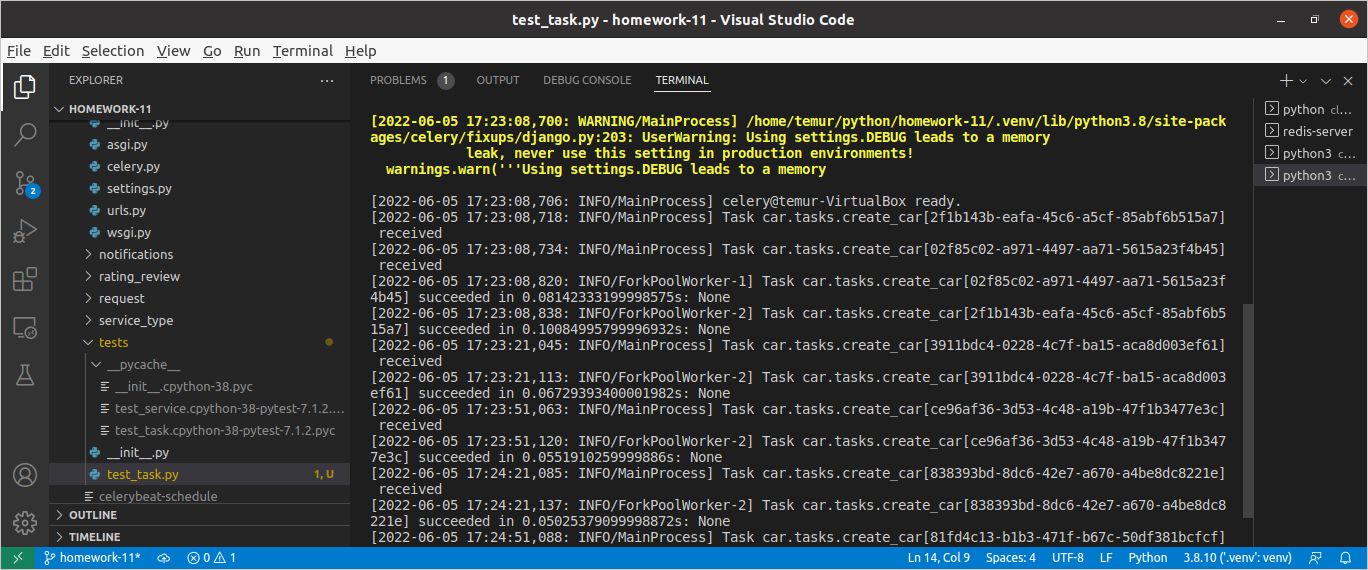 test_task.py - homework-11 - Visual Studio Code
File Edit Selection View Go Run Terminal Help
EXPLORER
HOMEWORK-11
__init__.py
asgi.py
celery.py
settings.py
urls.py
wsgi.py
notifications
rating_review
request
service_type
tests
__pycache__
__init__.cpython-38.pyc
test_service.cpython-38-pytest-7.1.2....
test_task.cpython-38-pytest-7.1.2.pyc
__init__.py
test_task.py 1, U
celerybeat-schedule
OUTLINE
TIMELINE
2
PROBLEMS 1 OUTPUT DEBUG CONSOLE TERMINAL
[2022-06-05 17:23:08,700: WARNING/MainProcess] /home/temur/python/homework-11/.venv/lib/python3.8/site-pack
ages/celery/fixups/django.py:203: UserWarning: Using settings.DEBUG leads to a memory
leak, never use this setting in production environments!
warnings.warn('''Using settings.DEBUG leads to a memory
[2022-06-05 17:23:08,706: INFO/MainProcess] celery@temur-VirtualBox ready.
[2022-06-05 17:23:08,718: INFO/MainProcess] Task car.tasks.create_car[2f1b143b-eafa-45c6-a5cf-85abf6b515a7]
received
[2022-06-05 17:23:08,734: INFO/MainProcess] Task car.tasks.create_car[02f85c02-a971-4497-aa71-5615a23f4b45]
received
[2022-06-05 17:23:08,820: INFO/ForkPoolWorker-1] Task car.tasks.create_car[02f85c02-a971-4497-aa71-5615a23f
4b45] succeeded in 0.08142333199998575s: None
[2022-06-05 17:23:08,838: INFO/ForkPoolWorker-2] Task car.tasks.create_car[2f1b143b-eafa-45c6-a5cf-85abf6b5
15a7] succeeded in 0.10084995799996932s: None
[2022-06-05 17:23:21,045: INFO/MainProcess] Task car.tasks.create_car[3911bdc4-0228-4c7f-ba15-aca8d003ef61]
received
[2022-06-05 17:23:21,113: INFO/ForkPoolWorker-2] Task car.tasks.create_car[3911bdc4-0228-4c7f-ba15-aca8d003
ef61] succeeded in 0.06729393400001982s: None
[2022-06-05 17:23:51,063: INFO/MainProcess] Task car.tasks.create_car[ce96af36-3d53-4c48-a19b-47f1b3477e3c]
received
[2022-06-05 17:23:51,120: INFO/ForkPoolWorker-2] Task car.tasks.create_car[ce96af36-3d53-4c48-a19b-47f1b347
7e3c] succeeded in 0.0551910259999886s: None
[2022-06-05 17:24:21,085: INFO/MainProcess] Task car.tasks.create_car[838393bd-8dc6-42e7-a670-a4be8dc8221e]
received
[2022-06-05 17:24:21,137: INFO/ForkPoolWorker-2] Task car.tasks.create_car[838393bd-8dc6-42e7-a670-a4be8dc8
221e] succeeded in 0.05025379099998872s: None
[2022-06-05 17:24:51,088: INFO/MainProcess] Task car.tasks.create_car[81fd4c13-b1b3-471f-b67c-50df381bcfcf]
python cl...
redis-server
python3 c...
python3 c...
homework-11* 0 1 Ln 14, Col 9 Spaces: 4 UTF-8 LF Python 3.8.10 ('.venv': venv)